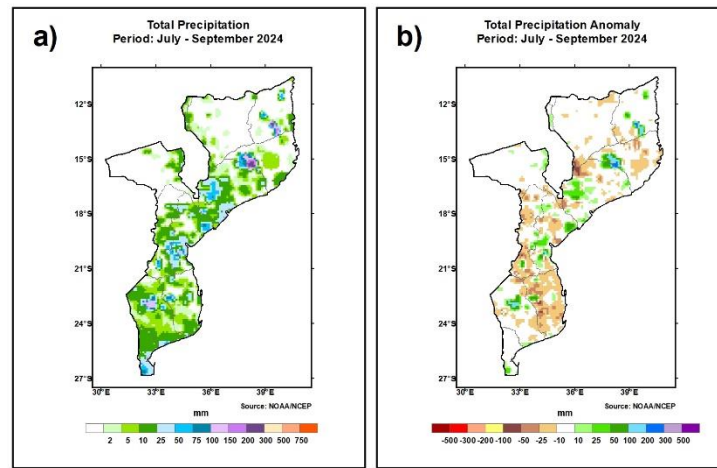 a)
Total Precipitation
Period: July - September 2024
12°S
15°S
18°S
21°S
24°S
27°S
30°E 33°E 36°E 39°E
Source: NOAA/NCEP
mm
2 5 10 25 50 75 100 150 200 300 500 750
b)
Total Precipitation Anomaly
Period: July - September 2024
12°S
15°S
18°S
21°S
24°S
27°S
30°E 33°E 36°E 39°E
Source: NOAA/NCEP
mm
-500 -300 -200 -100 -50 -25 -10 10 25 50 100 200 300 500